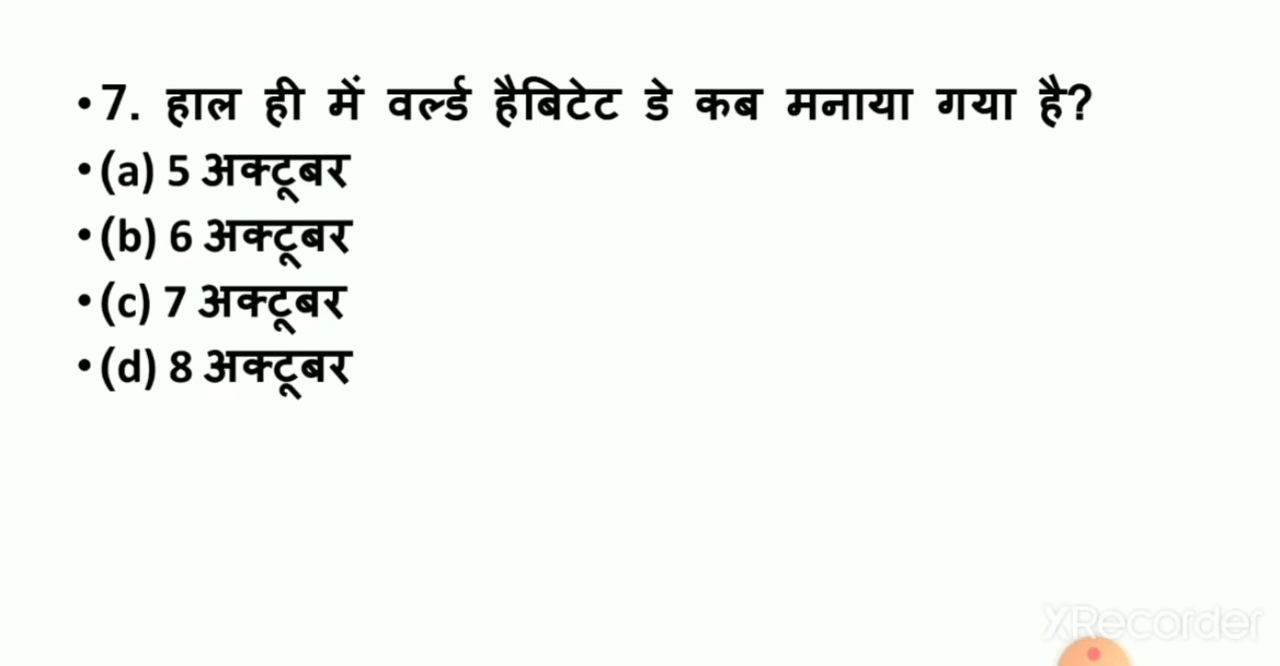 • 7. हाल ही में वर्ल्ड हैबिटेट डे कब मनाया गया है?
• (a) 5 अक्टूबर
• (b) 6 अक्टूबर
• (c) 7 अक्टूबर
• (d) 8 अक्टूबर
XRecorder